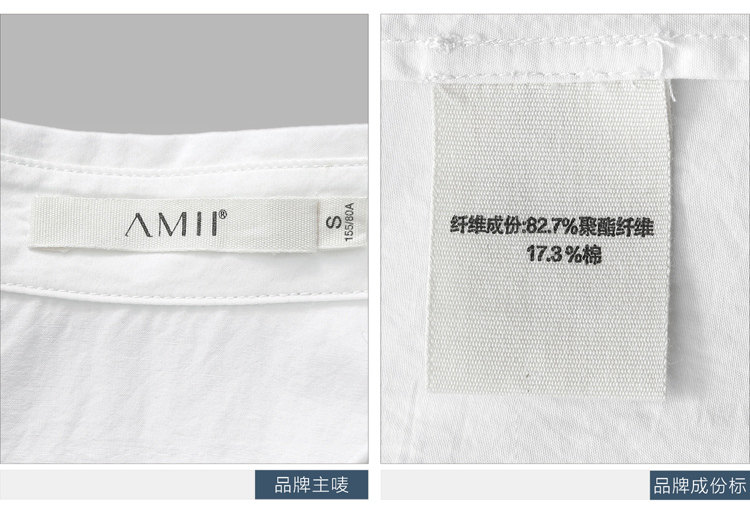 AMII®
S
155/80A
品牌主唛
纤维成份:82.7%聚酯纤维
17.3%棉
品牌成份标